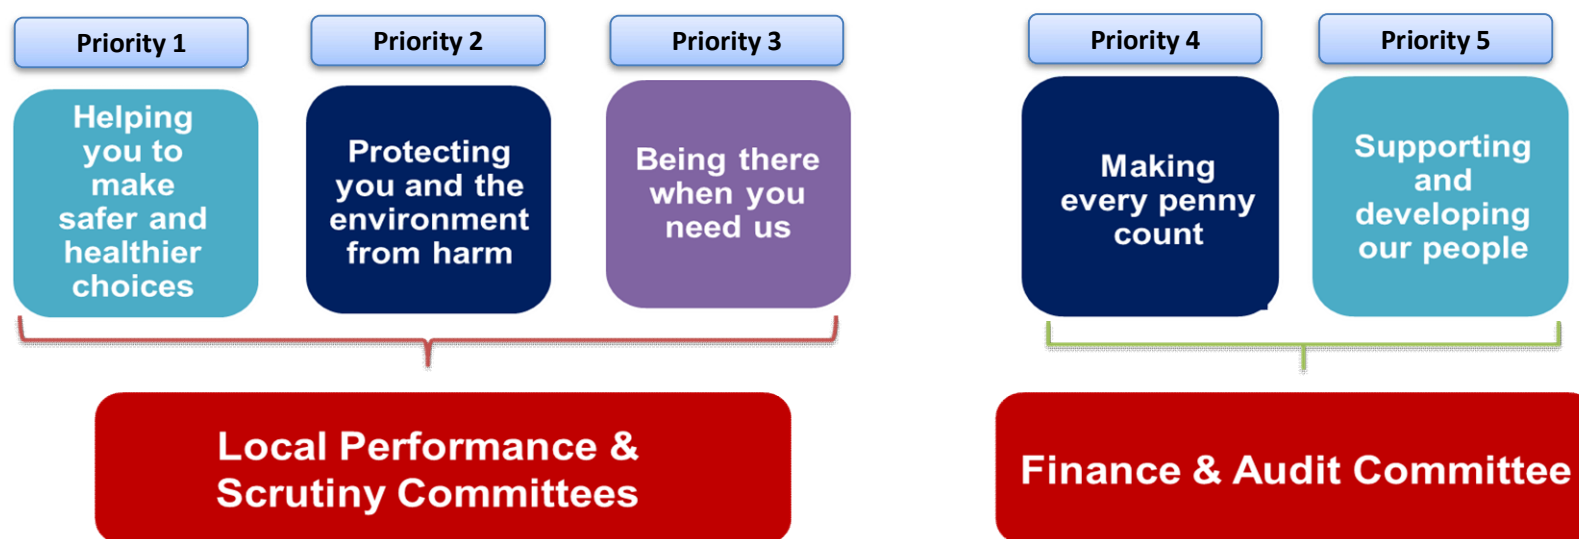 Priority 1
Priority 2
Priority 3
Priority 4
Priority 5
Helping
you to
make
safer and
healthier
choices
Protecting
you and the
environment
from harm
Being there
when you
need us
Making
every penny
count
Supporting
and
developing
our people
Local Performance &
Scrutiny Committees
Finance & Audit Committee